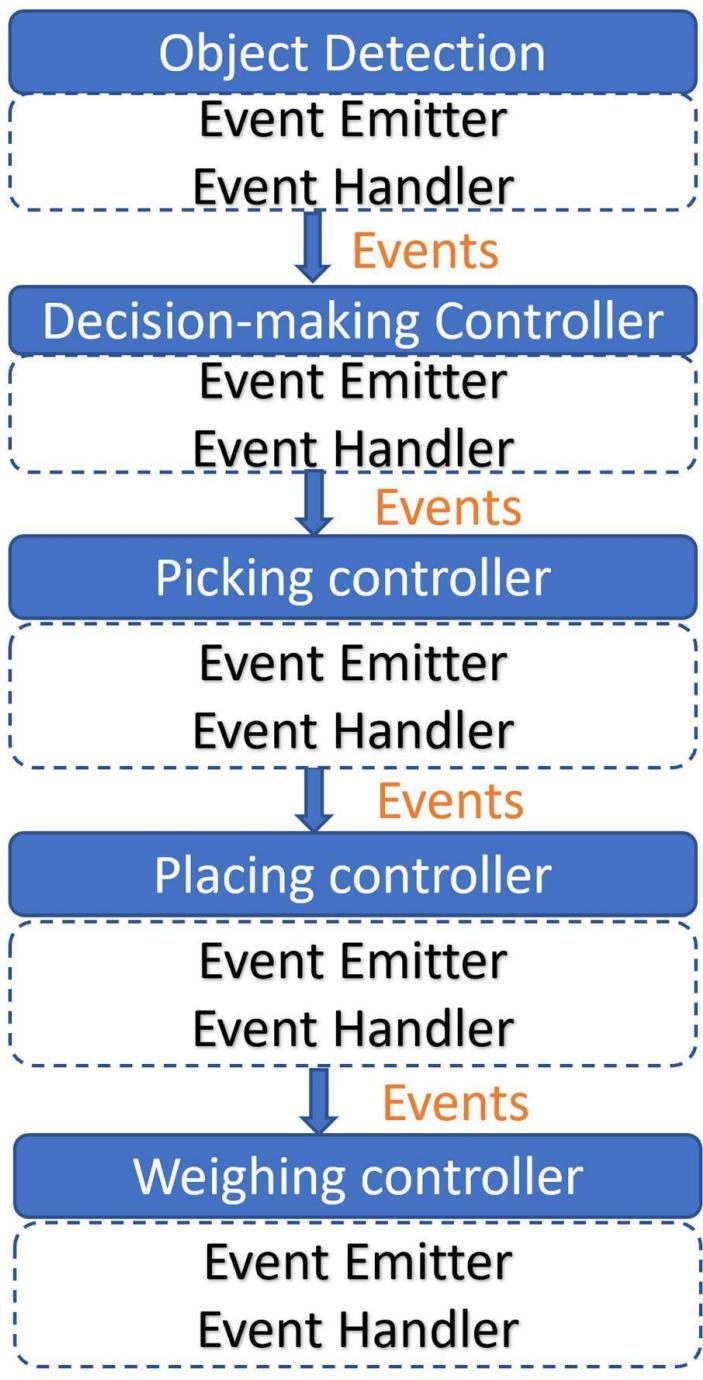 Object Detection
Event Emitter
Event Handler
Events
Decision-making Controller
Event Emitter
Event Handler
Events
Picking controller
Event Emitter
Event Handler
Events
Placing controller
Event Emitter
Event Handler
Events
Weighing controller
Event Emitter
Event Handler